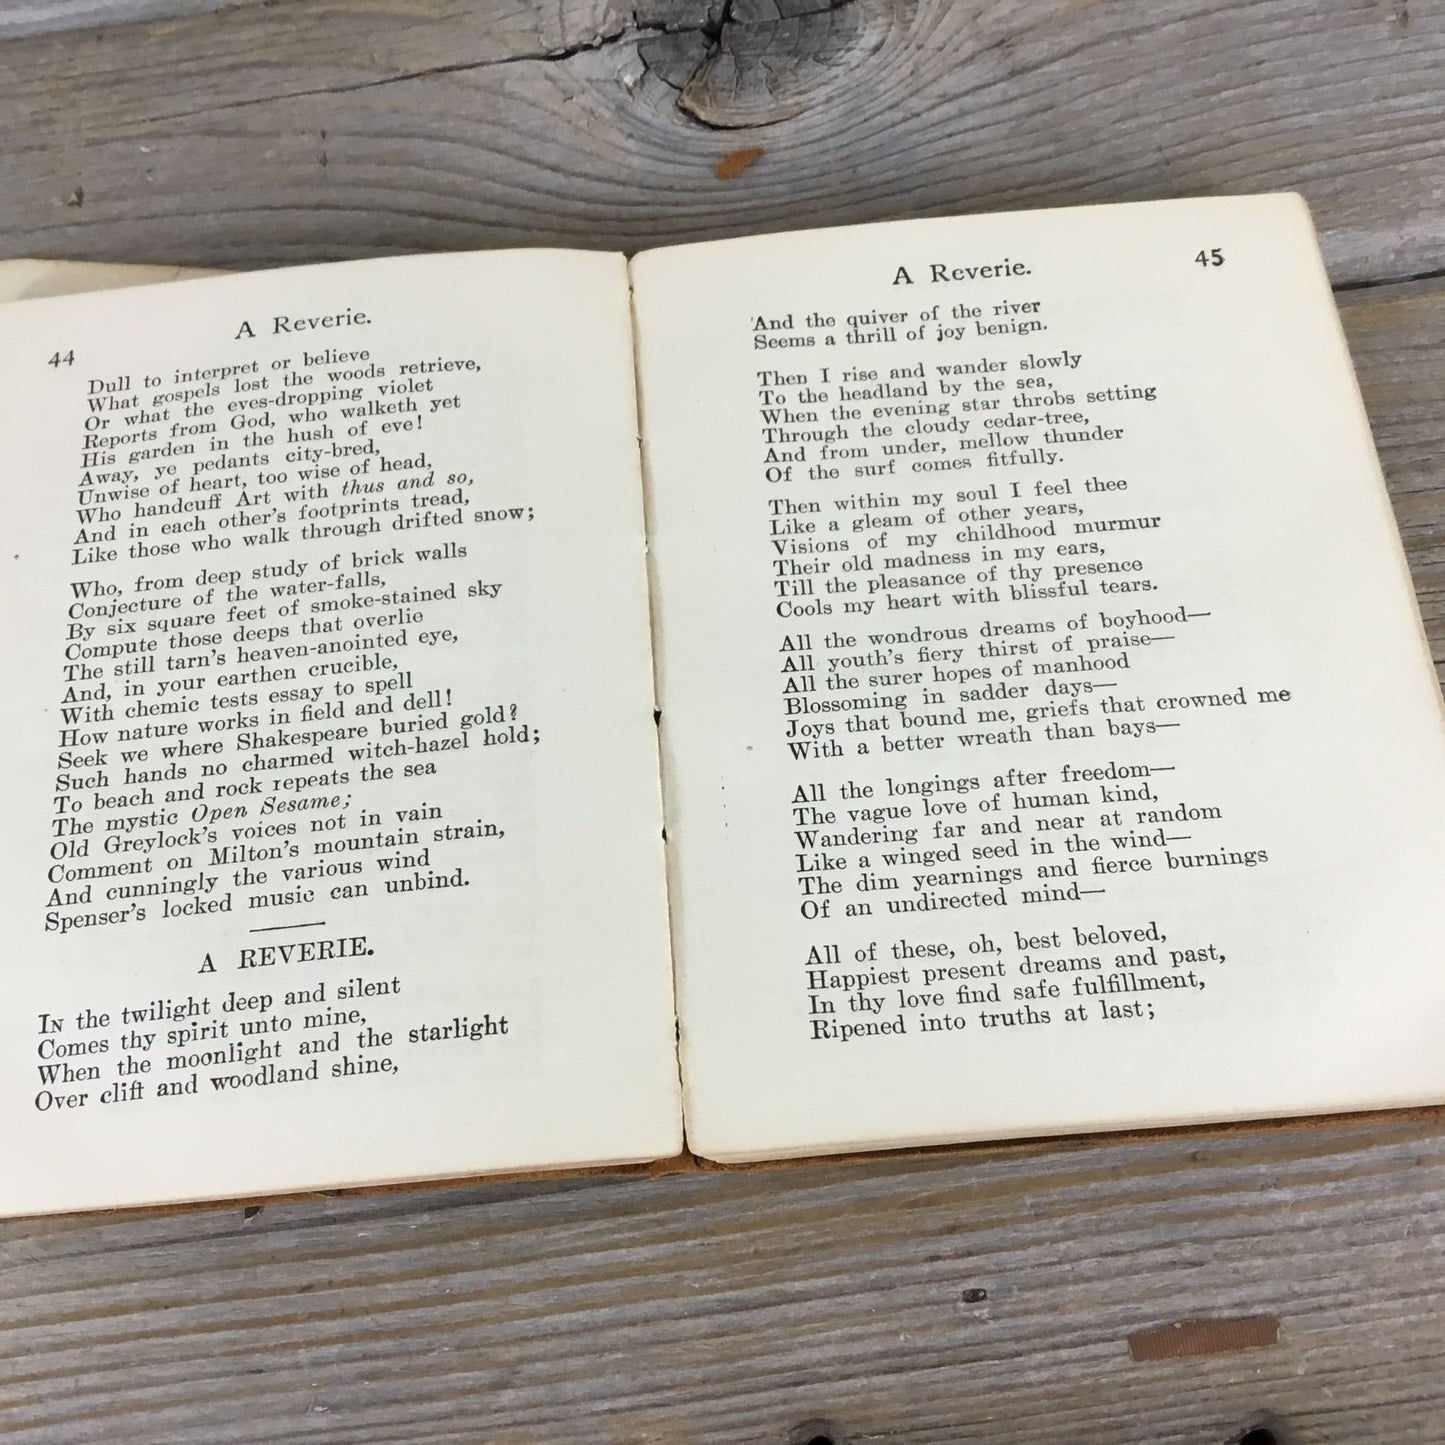 44
A Reverie.
Dull to interpret or believe
What gospels lost the woods retrieve,
Or what the eves-dropping violet
Reports from God, who walketh yet
His garden in the hush of eve!
Away, ye pedants city-bred,
Unwise of heart, too wise of head,
Who handcuff Art with thus and so,
And in each other's footprints tread,
Like those who walk through drifted snow;
Who, from deep study of brick walls
Conjecture of the water-falls,
By six square feet of smoke-stained sky
Compute those deeps that overlie
The still tarn's heaven-anointed eye,
And, in your earthen crucible,
With chemic tests essay to spell
How nature works in field and dell!
Seek we where Shakespeare buried gold?
Such hands no charmed witch-hazel hold;
To beach and rock repeats the sea
The mystic Open Sesame;
Old Greylock's voices not in vain
Comment on Milton's mountain strain,
And cunningly the various wind
Spenser's locked music can unbind.
A REVERIE.
IN the twilight deep and silent
Comes thy spirit unto mine,
When the moonlight and the starlight
Over cliff and woodland shine,
A Reverie.
45
And the quiver of the river
Seems a thrill of joy benign.
Then I rise and wander slowly
To the headland by the sea,
When the evening star throbs setting
Through the cloudy cedar-tree,
And from under, mellow thunder
Of the surf comes fitfully.
Then within my soul I feel thee
Like a gleam of other years,
Visions of my childhood murmur
Their old madness in my ears,
Till the pleasance of thy presence
Cools my heart with blissful tears.
All the wondrous dreams of boyhood—
All youth's fiery thirst of praise—
All the surer hopes of manhood
Blossoming in sadder days—
Joys that bound me, griefs that crowned me
With a better wreath than bays—
All the longings after freedom—
The vague love of human kind,
Wandering far and near at random
Like a winged seed in the wind—
The dim yearnings and fierce burnings
Of an undirected mind—
All of these, oh, best beloved,
Happiest present dreams and past,
In thy love find safe fulfillment,
Ripened into truths at last;